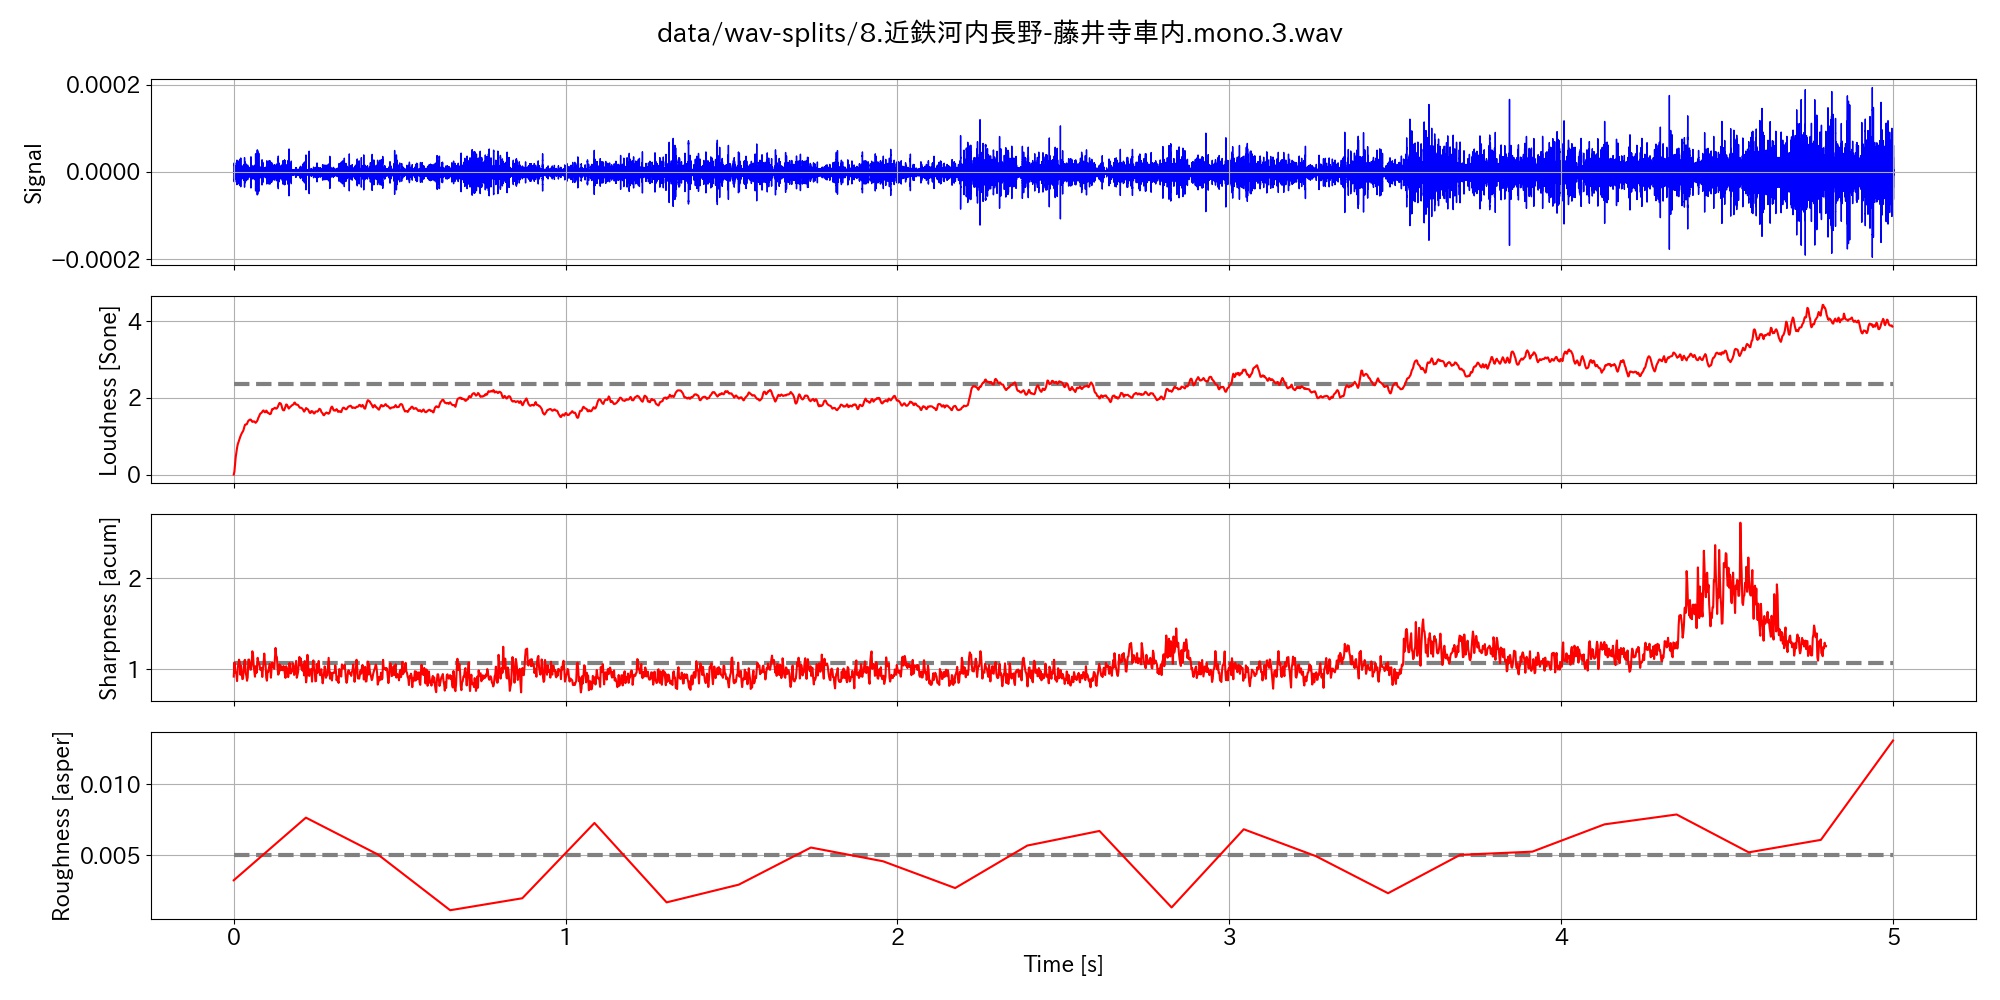 data/wav-splits/8.近鉄河内長野-藤井寺車内.mono.3.wav
0.0002
0.0000
−0.0002
Signal
4
2
0
Loudness [Sone]
2
1
Sharpness [acum]
0.010
0.005
Roughness [asper]
0 1 2 3 4 5
Time [s]